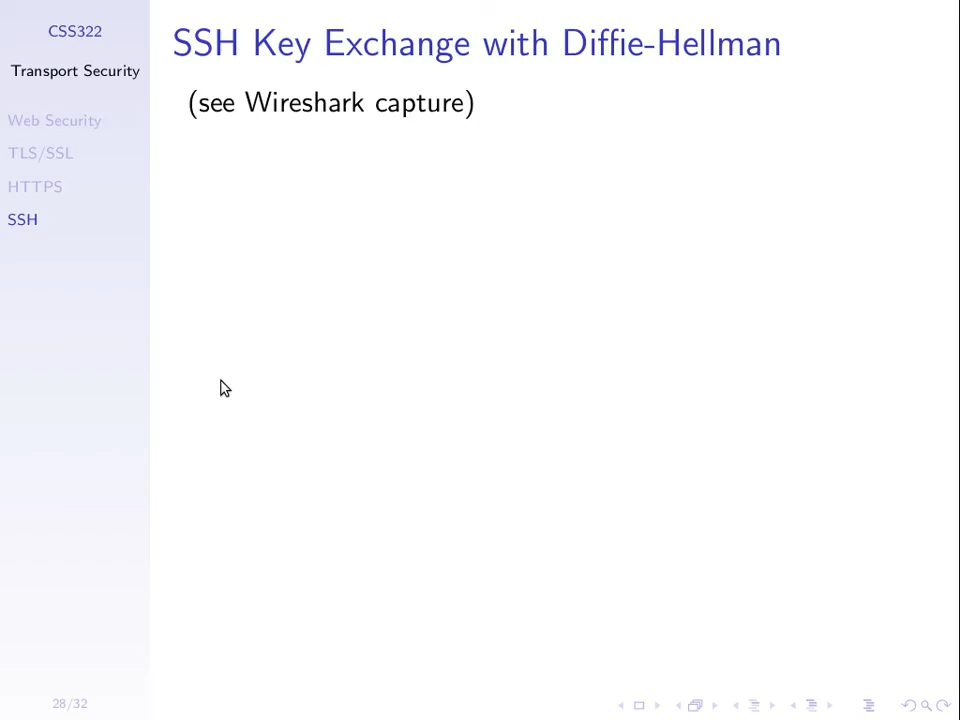 CSS322
Transport Security
Web Security
TLS/SSL
HTTPS
SSH
SSH Key Exchange with Diffie-Hellman
(see Wireshark capture)
28/32